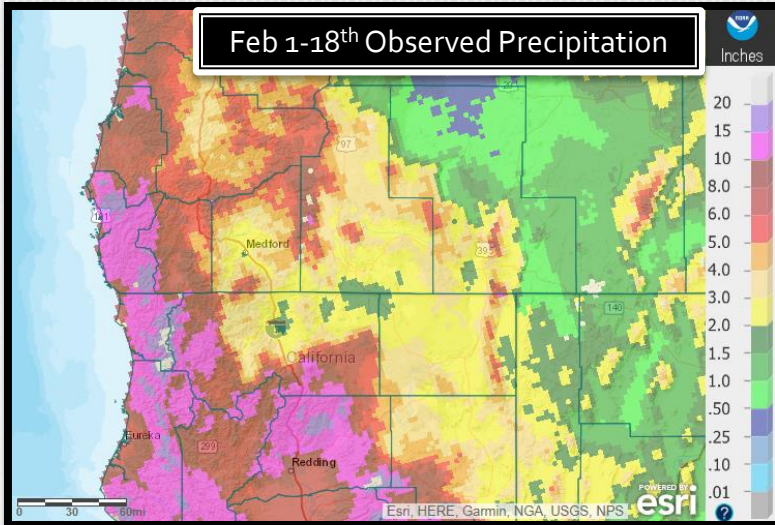 Feb 1-18th Observed Precipitation
NOAA
Inches
20
15
10
8.0
6.0
5.0
4.0
3.0
2.0
1.5
1.0
.50
.25
.10
.01
97
101
Medford
395
140
California
Eureka
299
Redding
0 30 60mi
Esri, HERE, Garmin, NGA, USGS, NPS
POWERED BY
esri
?